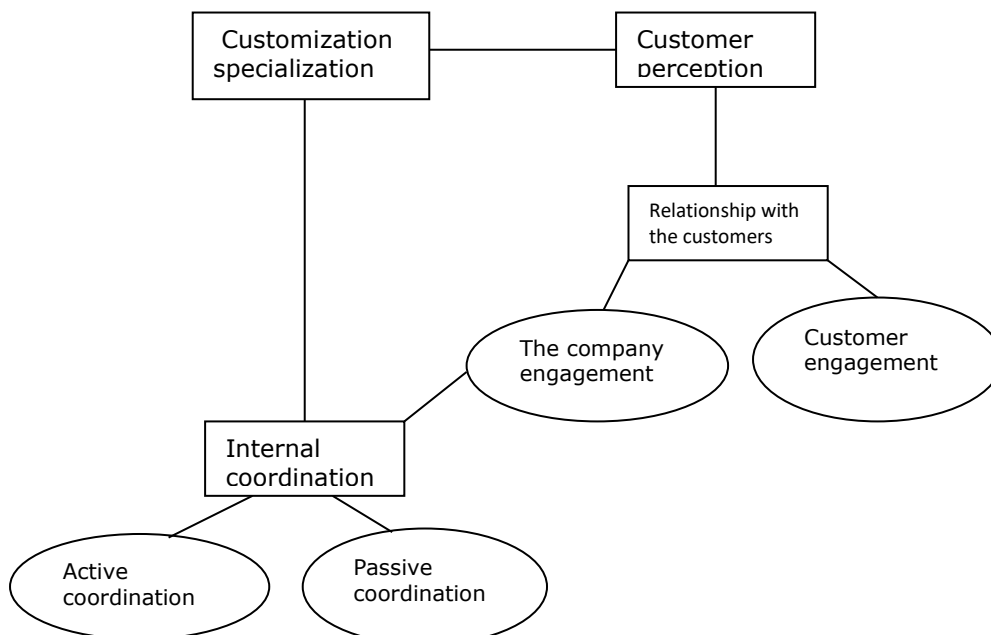 Customization
specialization
Customer
perception
Relationship with
the customers
The company
engagement
Customer
engagement
Internal
coordination
Active
coordination
Passive
coordination